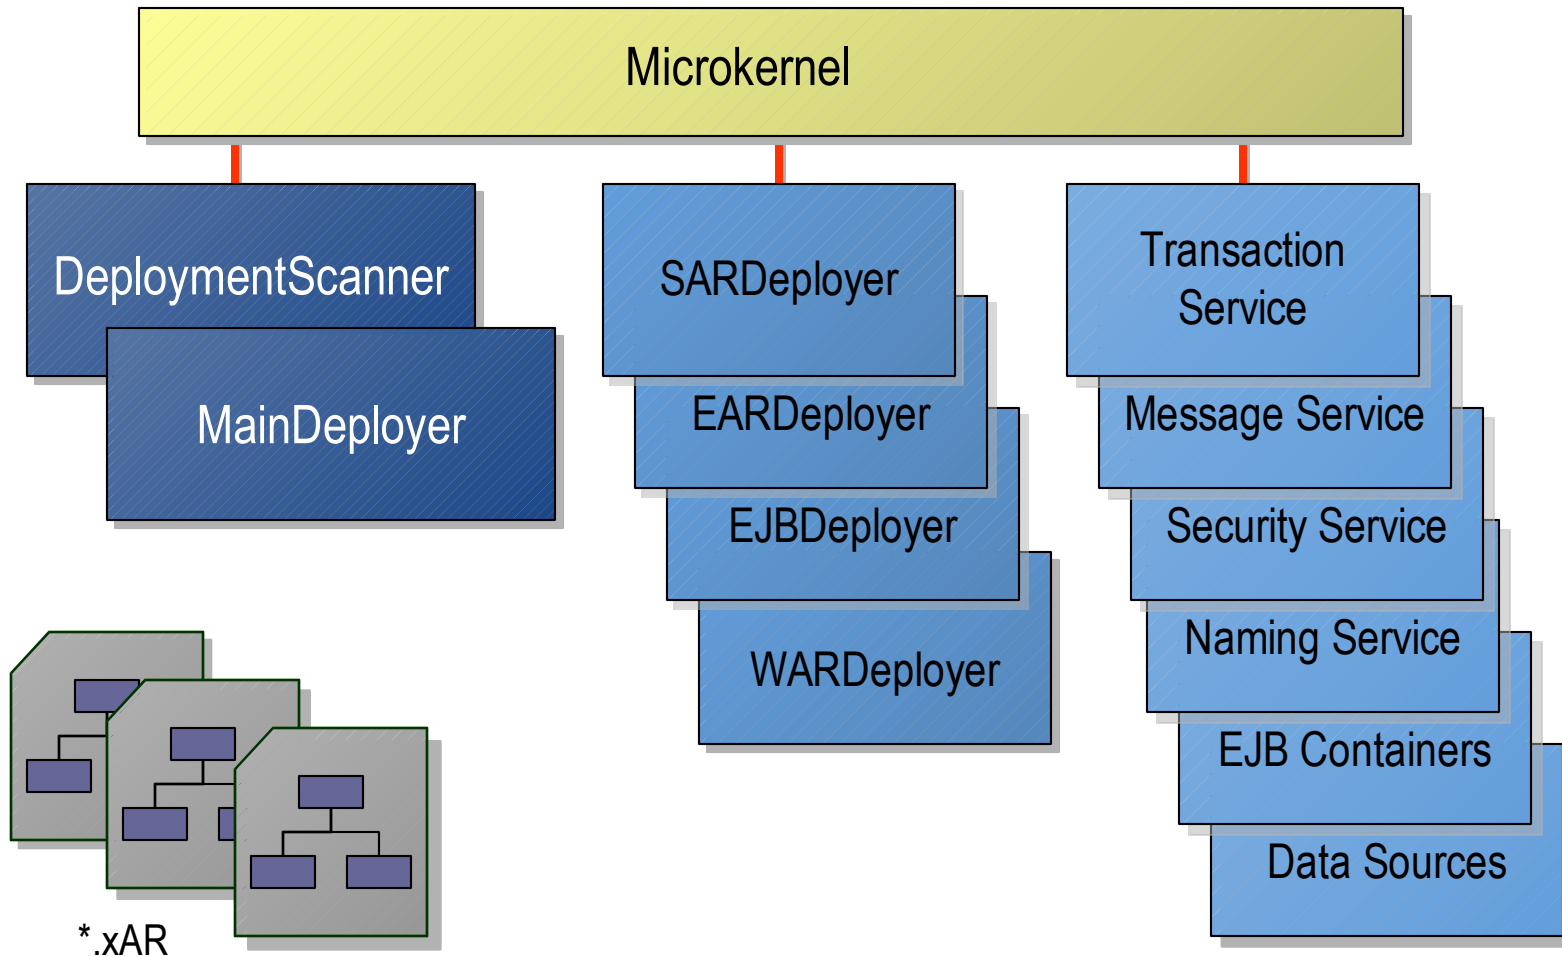 Microkernel
DeploymentScanner
MainDeployer
SARDeployer
EARDeployer
EJBDeployer
WARDeployer
Transaction
Service
Message Service
Security Service
Naming Service
EJB Containers
Data Sources
*.xAR